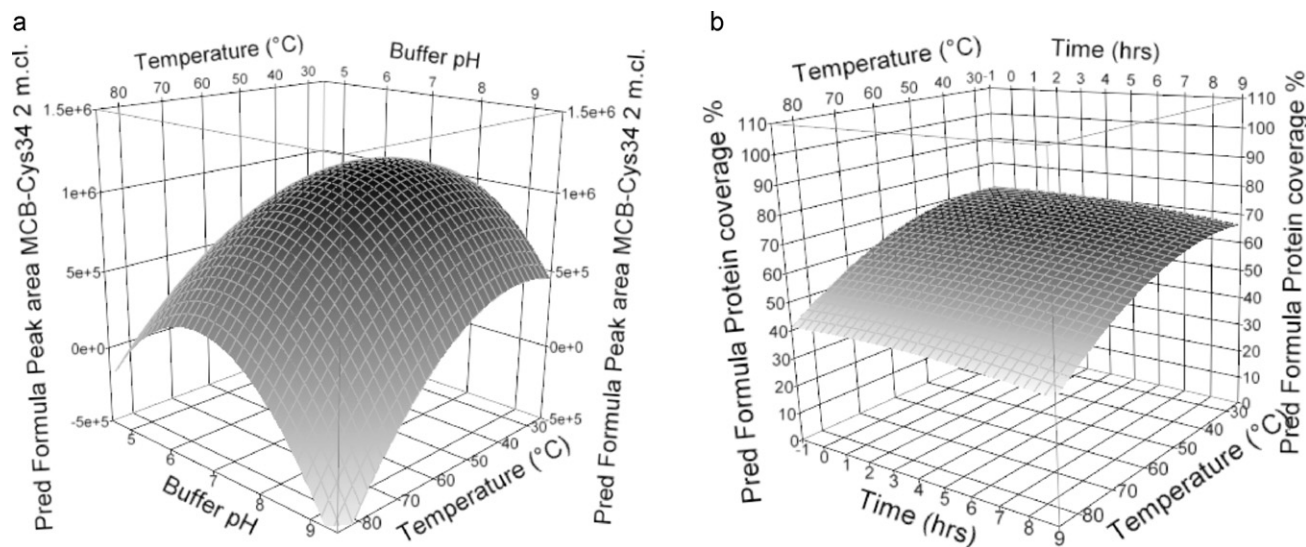 a
Temperature (°C)
Buffer pH
80 70 60 50 40 30 5 6 7 8 9
Pred Formula Peak area MCB-Cys34 2 m.cl.
1.5e+6
1e+6
5e+5
0e+0
-5e+5
Pred Formula Peak area MCB-Cys34 2 m.cl.
1.5e+6
1e+6
5e+5
0e+0
-5e+5
5 6 7 8 9
Buffer pH
80 70 60 50 40 30
Temperature (°C)
b
Temperature (°C)
Time (hrs)
80 70 60 50 40 30 -1 0 1 2 3 4 5 6 7 8 9
Pred Formula Protein coverage %
110
100
90
80
70
60
50
40
30
20
10
0
Pred Formula Protein coverage %
110
100
90
80
70
60
50
40
30
20
10
0
-1 0 1 2 3 4 5 6 7 8 9
Time (hrs)
80 70 60 50 40 30
Temperature (°C)